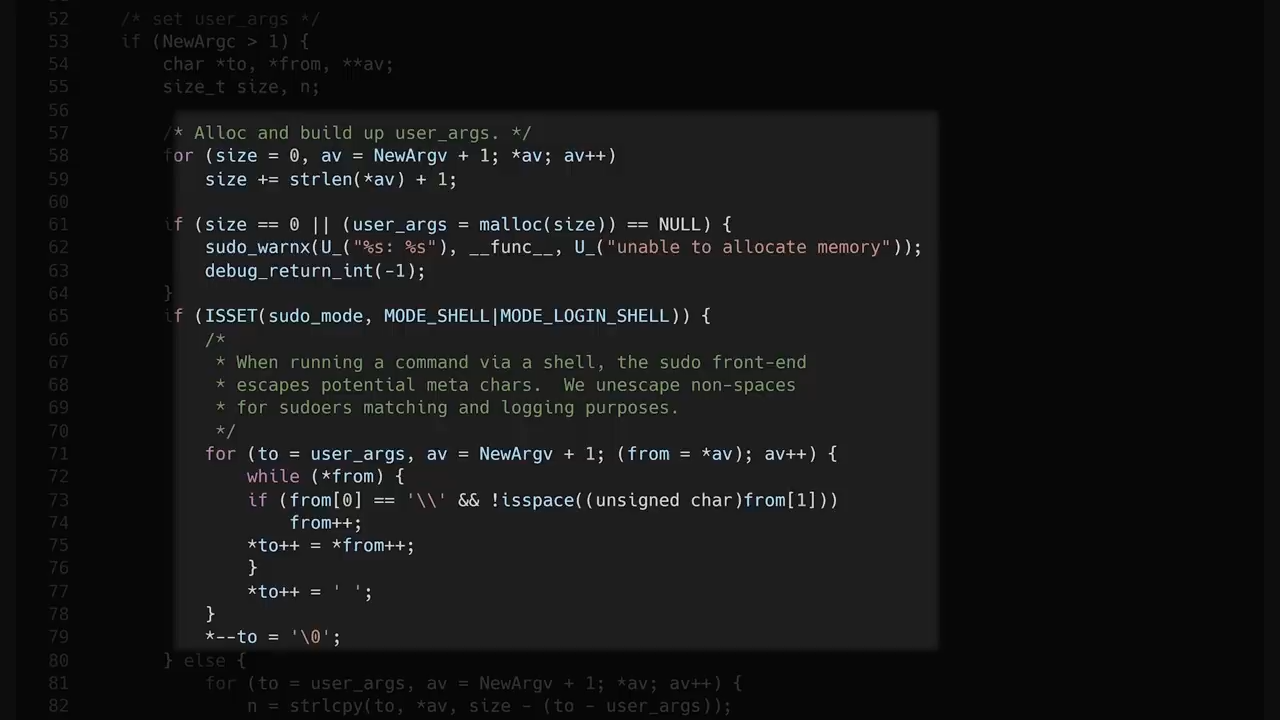 52 /* set user_args */
53 if (NewArgc > 1) {
54 char *to, *from, **av;
55 size_t size, n;
56
57 /* Alloc and build up user_args. */
58 for (size = 0, av = NewArgv + 1; *av; av++)
59 size += strlen(*av) + 1;
60
61 if (size == 0 || (user_args = malloc(size)) == NULL) {
62 sudo_warnx(U_("%s: %s"), __func__, U_("unable to allocate memory"));
63 debug_return_int(-1);
64 }
65 if (ISSET(sudo_mode, MODE_SHELL|MODE_LOGIN_SHELL)) {
66 /*
67 * When running a command via a shell, the sudo front-end
68 * escapes potential meta chars.  We unescape non-spaces
69 * for sudoers matching and logging purposes.
70 */
71 for (to = user_args, av = NewArgv + 1; (from = *av); av++) {
72 while (*from) {
73 if (from[0] == '\\' && !isspace((unsigned char)from[1]))
74 from++;
75 *to++ = *from++;
76 }
77 *to++ = ' ';
78 }
79 *--to = '\0';
80 } else {
81 for (to = user_args, av = NewArgv + 1; *av; av++) {
82 n = strlcpy(to, *av, size - (to - user_args));